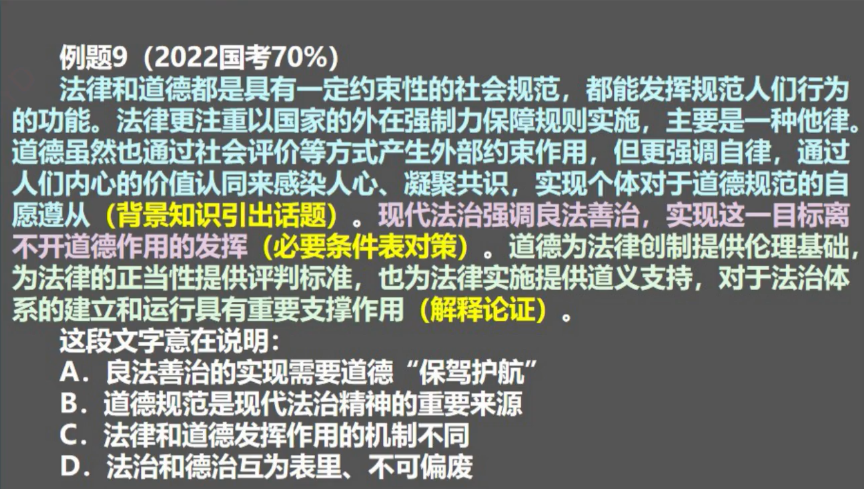 例题9（2022国考70%）
法律和道德都是具有一定约束性的社会规范，都能发挥规范人们行为
的功能。法律更注重以国家的外在强制力保障规则实施，主要是一种他律。
道德虽然也通过社会评价等方式产生外部约束作用，但更强调自律，通过
人们内心的价值认同来感染人心、凝聚共识，实现个体对于道德规范的自
愿遵从（背景知识引出话题）。现代法治强调良法善治，实现这一目标离
不开道德作用的发挥（必要条件表对策）。道德为法律创制提供伦理基础，
为法律的正当性提供评判标准，也为法律实施提供道义支持，对于法治体
系的建立和运行具有重要支撑作用（解释论证）。
这段文字意在说明：
A．良法善治的实现需要道德“保驾护航”
B．道德规范是现代法治精神的重要来源
C．法律和道德发挥作用的机制不同
D．法治和德治互为表里、不可偏废